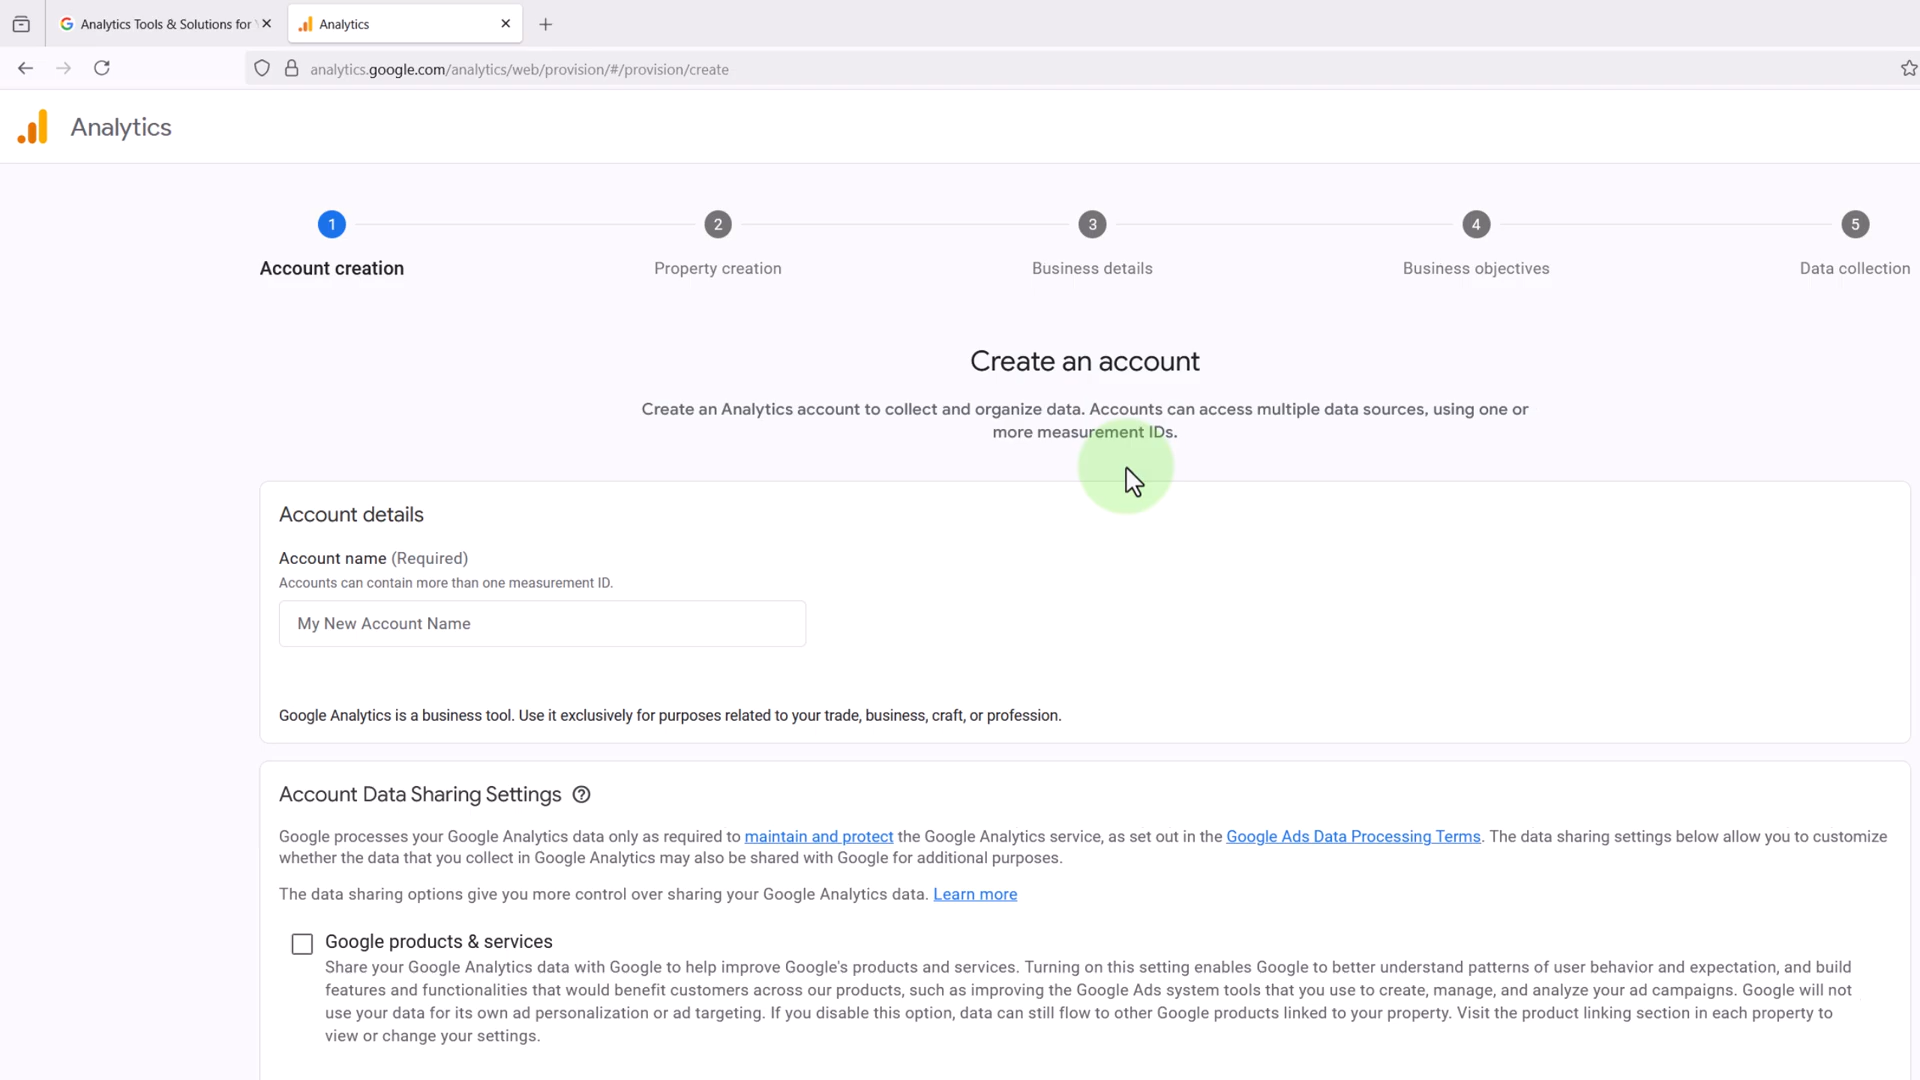 Analytics Tools & Solutions for
Analytics
analytics.google.com/analytics/web/provision/#/provision/create
Analytics
1
2
3
4
5
Account creation
Property creation
Business details
Business objectives
Data collection
Create an account
Create an Analytics account to collect and organize data. Accounts can access multiple data sources, using one or
more measurement IDs.
Account details
Account name (Required)
Accounts can contain more than one measurement ID.
My New Account Name
Google Analytics is a business tool. Use it exclusively for purposes related to your trade, business, craft, or profession.
Account Data Sharing Settings
Google processes your Google Analytics data only as required to maintain and protect the Google Analytics service, as set out in the Google Ads Data Processing Terms. The data sharing settings below allow you to customize
whether the data that you collect in Google Analytics may also be shared with Google for additional purposes.
The data sharing options give you more control over sharing your Google Analytics data. Learn more
Google products & services
Share your Google Analytics data with Google to help improve Google's products and services. Turning on this setting enables Google to better understand patterns of user behavior and expectation, and build
features and functionalities that would benefit customers across our products, such as improving the Google Ads system tools that you use to create, manage, and analyze your ad campaigns. Google will not
use your data for its own ad personalization or ad targeting. If you disable this option, data can still flow to other Google products linked to your property. Visit the product linking section in each property to
view or change your settings.